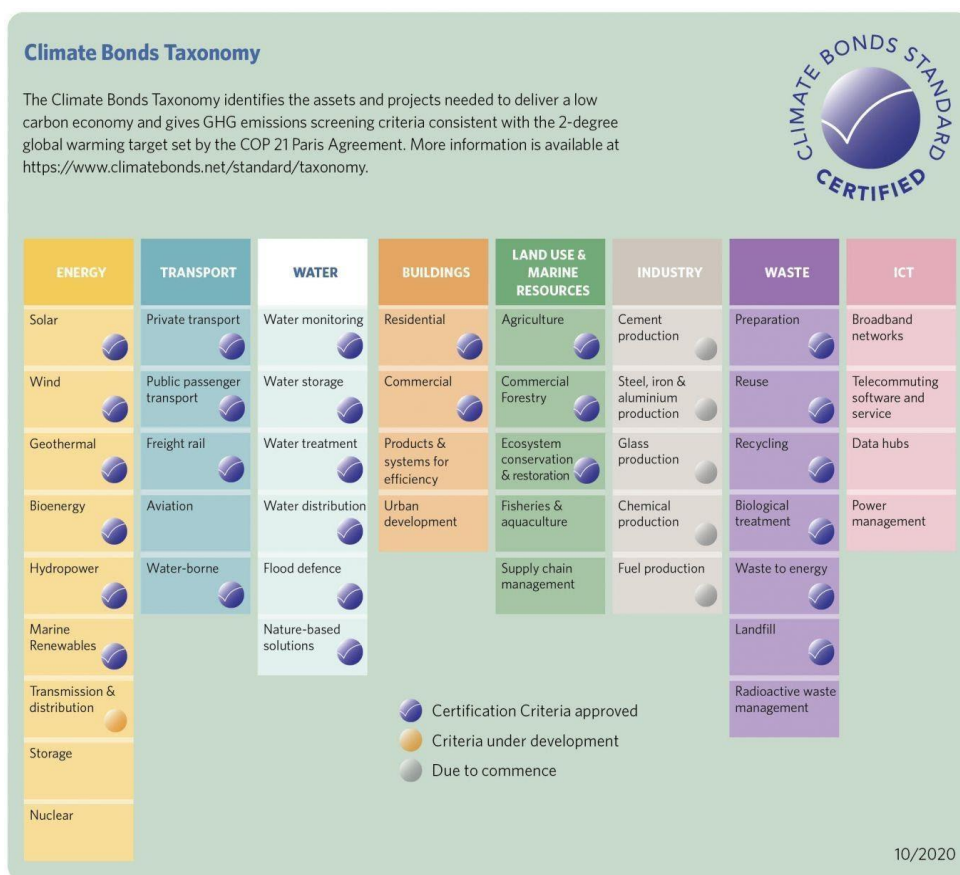 Climate Bonds Taxonomy
The Climate Bonds Taxonomy identifies the assets and projects needed to deliver a low
carbon economy and gives GHG emissions screening criteria consistent with the 2-degree
global warming target set by the COP 21 Paris Agreement. More information is available at
https://www.climatebonds.net/standard/taxonomy.
CLIMATE BONDS STANDARD
CERTIFIED
ENERGY
Solar
Wind
Geothermal
Bioenergy
Hydropower
Marine
Renewables
Transmission &
distribution
Storage
Nuclear
TRANSPORT
Private transport
Public passenger
transport
Freight rail
Aviation
Water-borne
WATER
Water monitoring
Water storage
Water treatment
Water distribution
Flood defence
Nature-based
solutions
BUILDINGS
Residential
Commercial
Products &
systems for
efficiency
Urban
development
LAND USE &
MARINE
RESOURCES
Agriculture
Commercial
Forestry
Ecosystem
conservation
& restoration
Fisheries &
aquaculture
Supply chain
management
INDUSTRY
Cement
production
Steel, iron &
aluminium
production
Glass
production
Chemical
production
Fuel production
WASTE
Preparation
Reuse
Recycling
Biological
treatment
Waste to energy
Landfill
Radioactive waste
management
ICT
Broadband
networks
Telecommuting
software and
service
Data hubs
Power
management
Certification Criteria approved
Criteria under development
Due to commence
10/2020